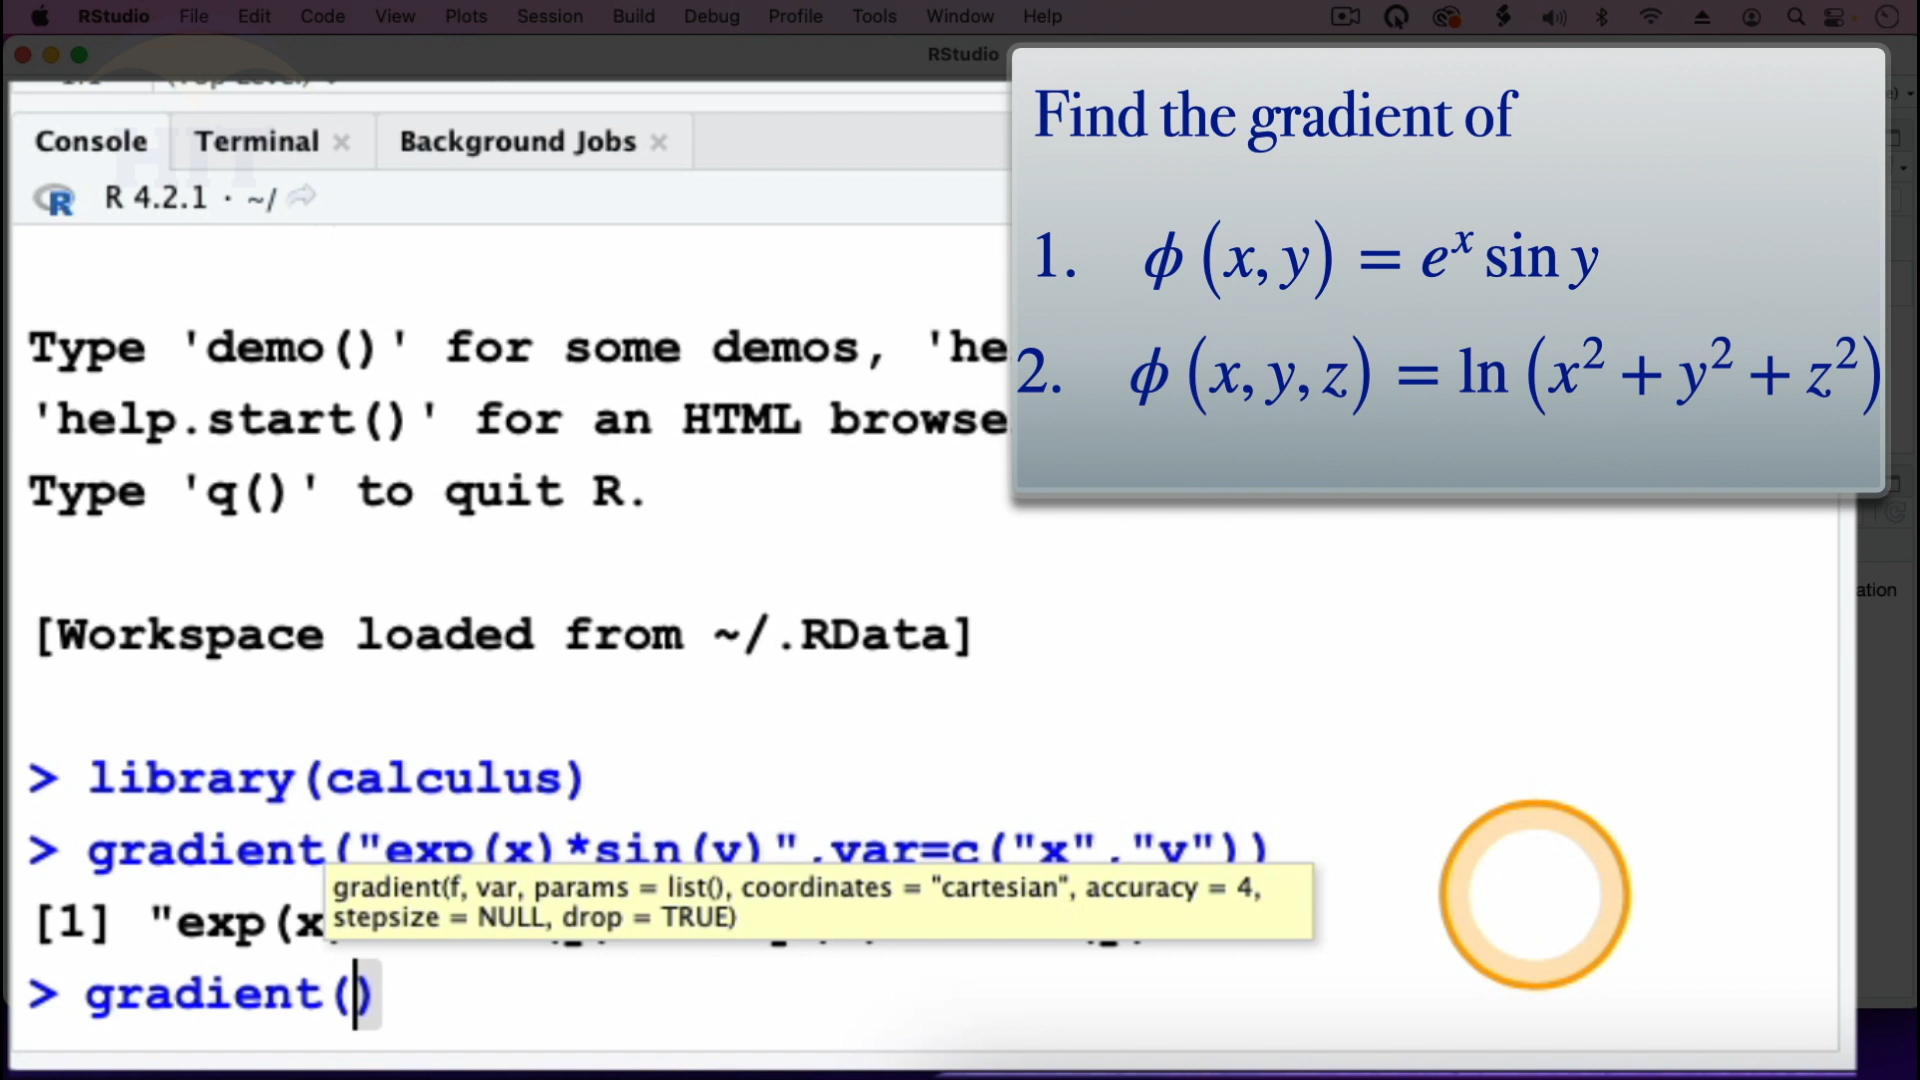 RStudio File Edit Code View Plots Session Build Debug Profile Tools Window Help
RStudio
Console Terminal Background Jobs
R 4.2.1 · ~/
Type 'demo()' for some demos, 'he
'help.start()' for an HTML browse
Type 'q()' to quit R.
[Workspace loaded from ~/.RData]
> library(calculus)
> gradient("exp(x)*sin(y)",var=c("x","y"))
gradient(f, var, params = list(), coordinates = "cartesian", accuracy = 4,
stepsize = NULL, drop = TRUE)
[1] "exp(x
> gradient()
Find the gradient of
1. ϕ (x, y) = eˣ sin y
2. ϕ (x, y, z) = ln (x² + y² + z²)
ation